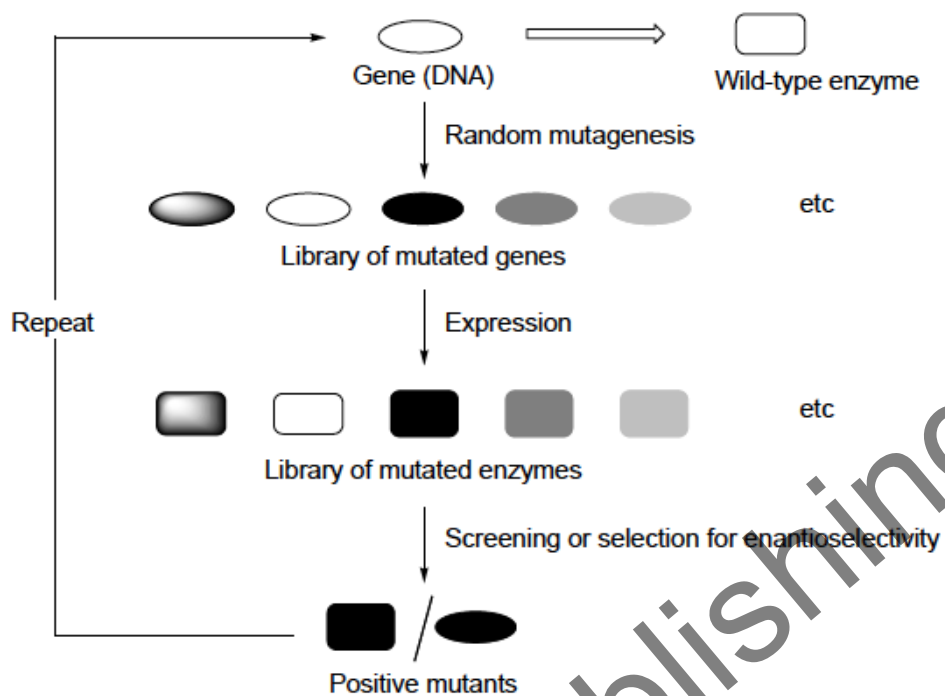 Gene (DNA)
Wild-type enzyme
Random mutagenesis
etc
Library of mutated genes
Repeat
Expression
etc
Library of mutated enzymes
Screening or selection for enantioselectivity
Positive mutants